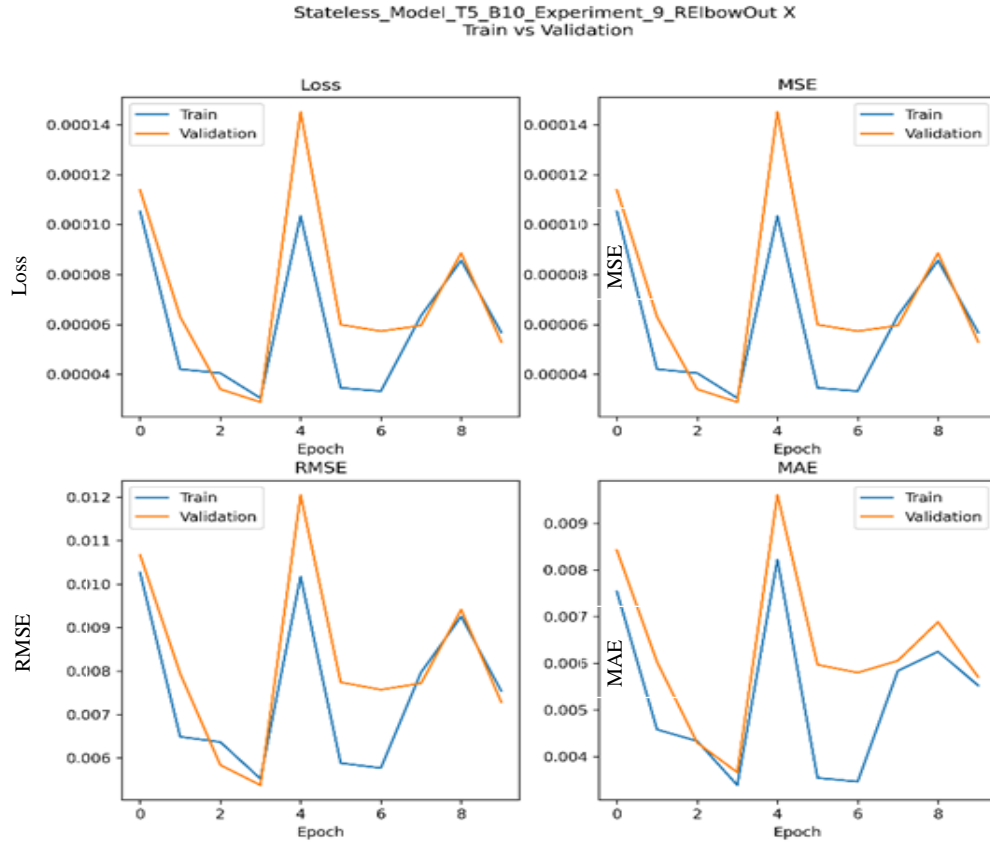 Stateless_Model_T5_B10_Experiment_9_RElbowOut X
Train vs Validation
Loss
Train
Validation
0.00014
0.00012
0.00010
0.00008
0.00006
0.00004
Loss
0 2 4 6 8
Epoch
MSE
Train
Validation
0.00014
0.00012
0.00010
0.00008
0.00006
0.00004
MSE
0 2 4 6 8
Epoch
RMSE
Train
Validation
0.012
0.011
0.010
0.009
0.008
0.007
0.006
RMSE
0 2 4 6 8
Epoch
MAE
Train
Validation
0.009
0.008
0.007
0.006
0.005
0.004
MAE
0 2 4 6 8
Epoch